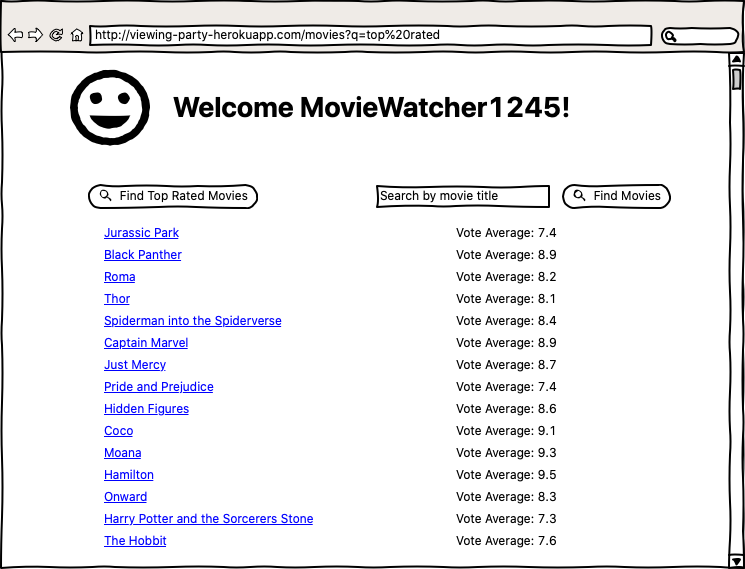 http://viewing-party-herokuapp.com/movies?q=top%20rated
Welcome MovieWatcher1245!
Find Top Rated Movies Search by movie title Find Movies
Jurassic Park Vote Average: 7.4
Black Panther Vote Average: 8.9
Roma Vote Average: 8.2
Thor Vote Average: 8.1
Spiderman into the Spiderverse Vote Average: 8.4
Captain Marvel Vote Average: 8.9
Just Mercy Vote Average: 8.7
Pride and Prejudice Vote Average: 7.4
Hidden Figures Vote Average: 8.6
Coco Vote Average: 9.1
Moana Vote Average: 9.3
Hamilton Vote Average: 9.5
Onward Vote Average: 8.3
Harry Potter and the Sorcerers Stone Vote Average: 7.3
The Hobbit Vote Average: 7.6